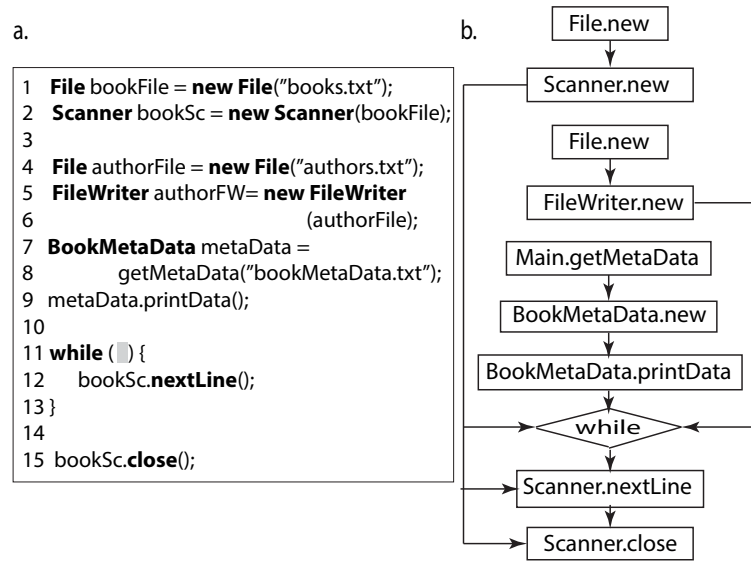 a.
1 File bookFile = new File("books.txt");
2 Scanner bookSc = new Scanner(bookFile);
3
4 File authorFile = new File("authors.txt");
5 FileWriter authorFW= new FileWriter
6 (authorFile);
7 BookMetaData metaData =
8 getMetaData("bookMetaData.txt");
9 metaData.printData();
10
11 while ( ) {
12 bookSc.nextLine();
13 }
14
15 bookSc.close();
b.
File.new
Scanner.new
File.new
FileWriter.new
Main.getMetaData
BookMetaData.new
BookMetaData.printData
while
Scanner.nextLine
Scanner.close